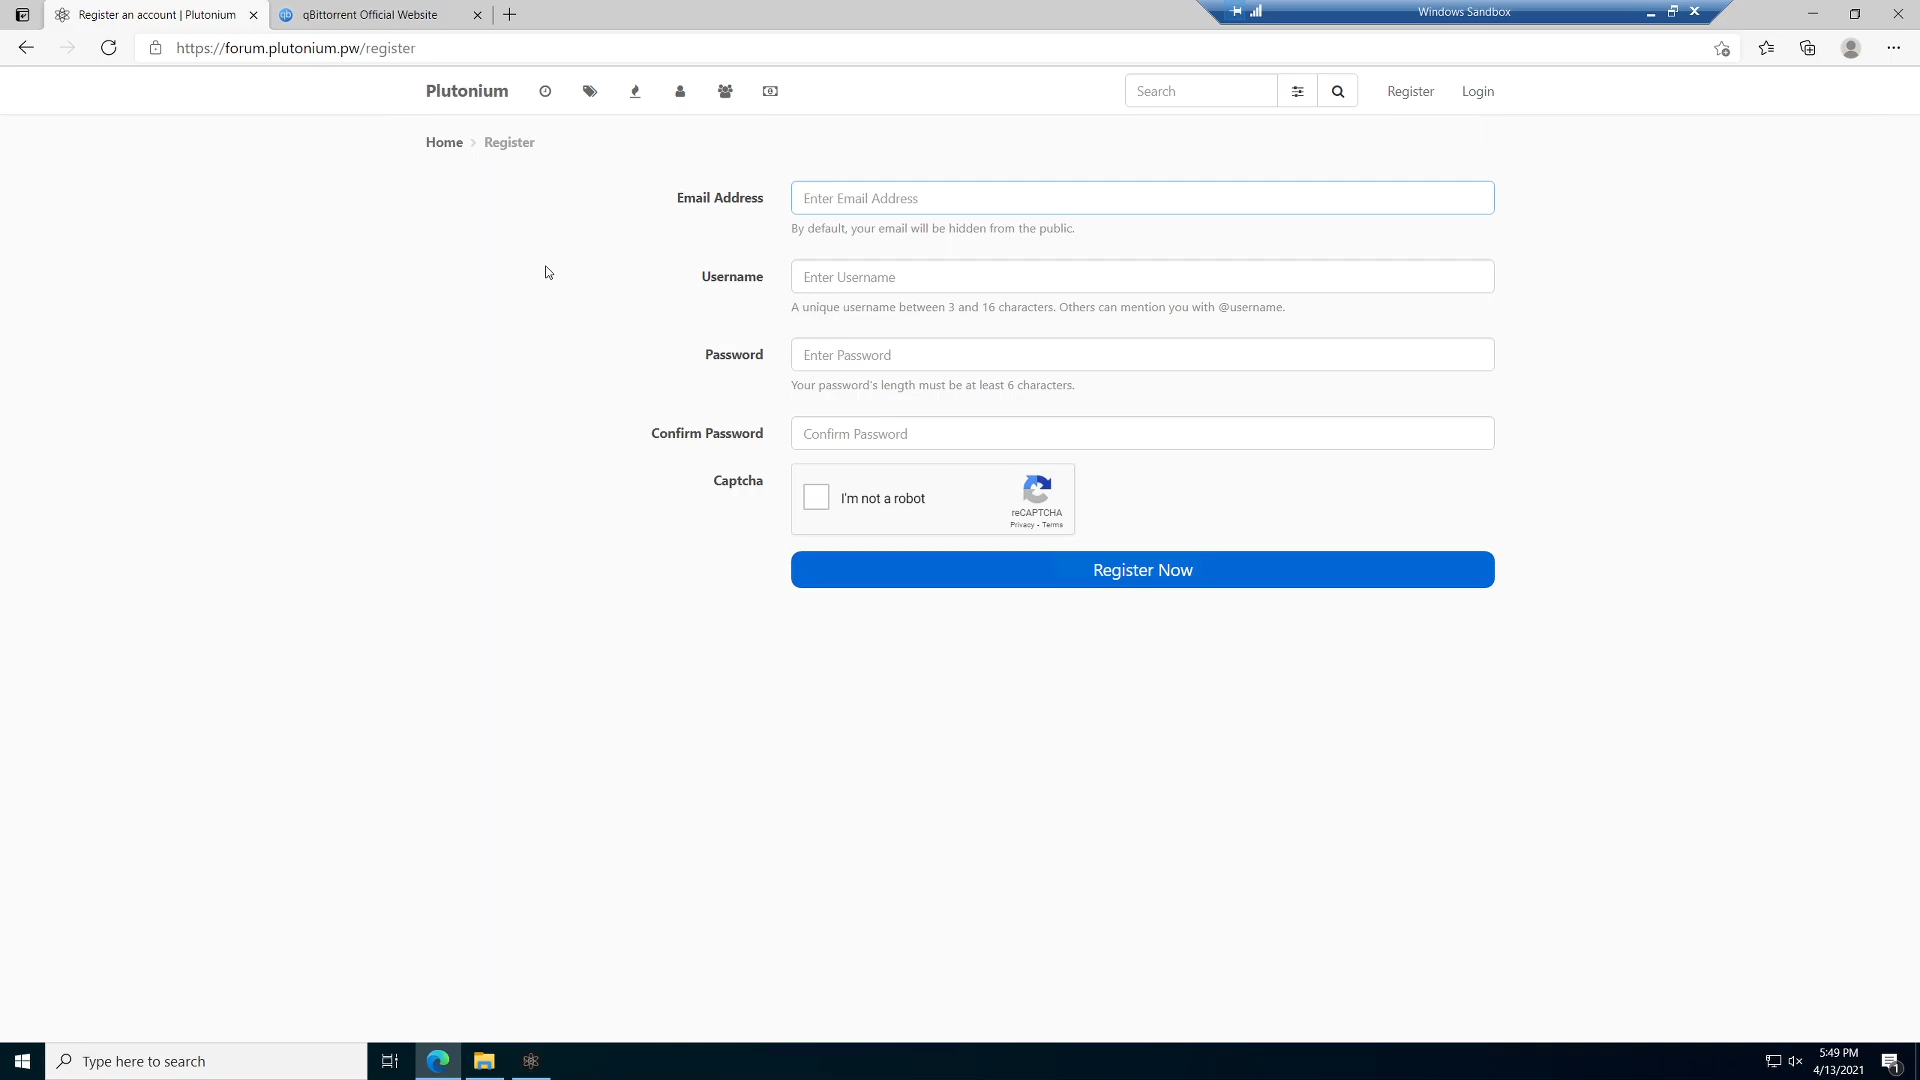 Register an account | Plutonium
qBittorrent Official Website
Windows Sandbox
https://forum.plutonium.pw/register
Plutonium
Search
Register
Login
Home
Register
Email Address
Enter Email Address
By default, your email will be hidden from the public.
Username
Enter Username
A unique username between 3 and 16 characters. Others can mention you with @username.
Password
Enter Password
Your password's length must be at least 6 characters.
Confirm Password
Confirm Password
Captcha
I'm not a robot
reCAPTCHA
Privacy - Terms
Register Now
Type here to search
5:49 PM
4/13/2021
1